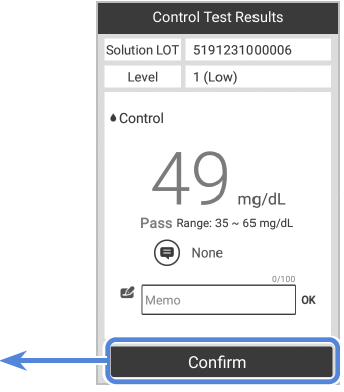 Control Test Results
Solution LOT 5191231000006
Level 1 (Low)
Control
49 mg/dL
Pass Range: 35 ~ 65 mg/dL
None
0/100
Memo OK
Confirm